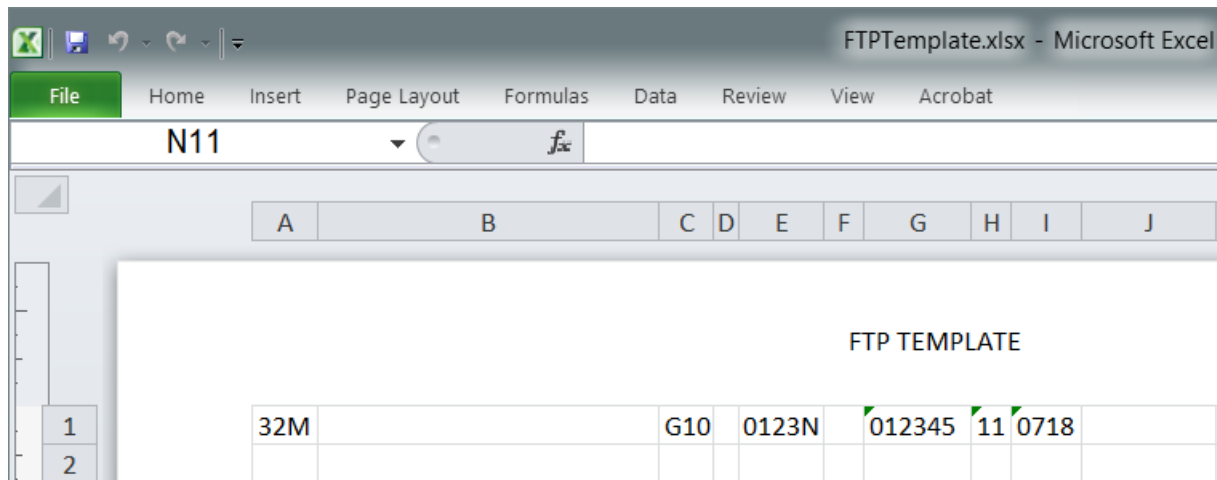 FTPTemplate.xlsx - Microsoft Excel
File Home Insert Page Layout Formulas Data Review View Acrobat
N11 fx
A B C D E F G H I J
FTP TEMPLATE
1 32M G10 0123N 012345 11 0718
2